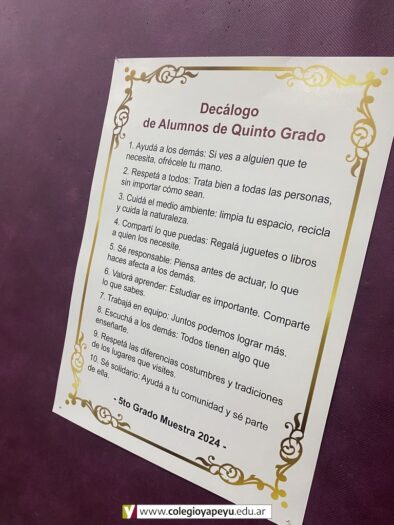 Decálogo
de Alumnos de Quinto Grado
1. Ayudá a los demás: Si ves a alguien que te
necesita, ofrécele tu mano.
2. Respetá a todos: Trata bien a todas las personas,
sin importar cómo sean.
3. Cuidá el medio ambiente: limpia tu espacio, recicla
y cuida la naturaleza.
4. Compartí lo que puedas: Regalá juguetes o libros
a quien los necesite.
5. Sé responsable: Piensa antes de actuar, lo que
haces afecta a los demás.
6. Valorá aprender: Estudiar es importante. Comparte
lo que sabes.
7. Trabajá en equipo: Juntos podemos lograr más.
8. Escuchá a los demás: Todos tienen algo que
enseñarte.
9. Respetá las diferencias costumbres y tradiciones
de los lugares que visites.
10. Sé solidario: Ayudá a tu comunidad y sé parte
de ella.
- 5to Grado Muestra 2024 -
www.colegioyapeyu.edu.ar